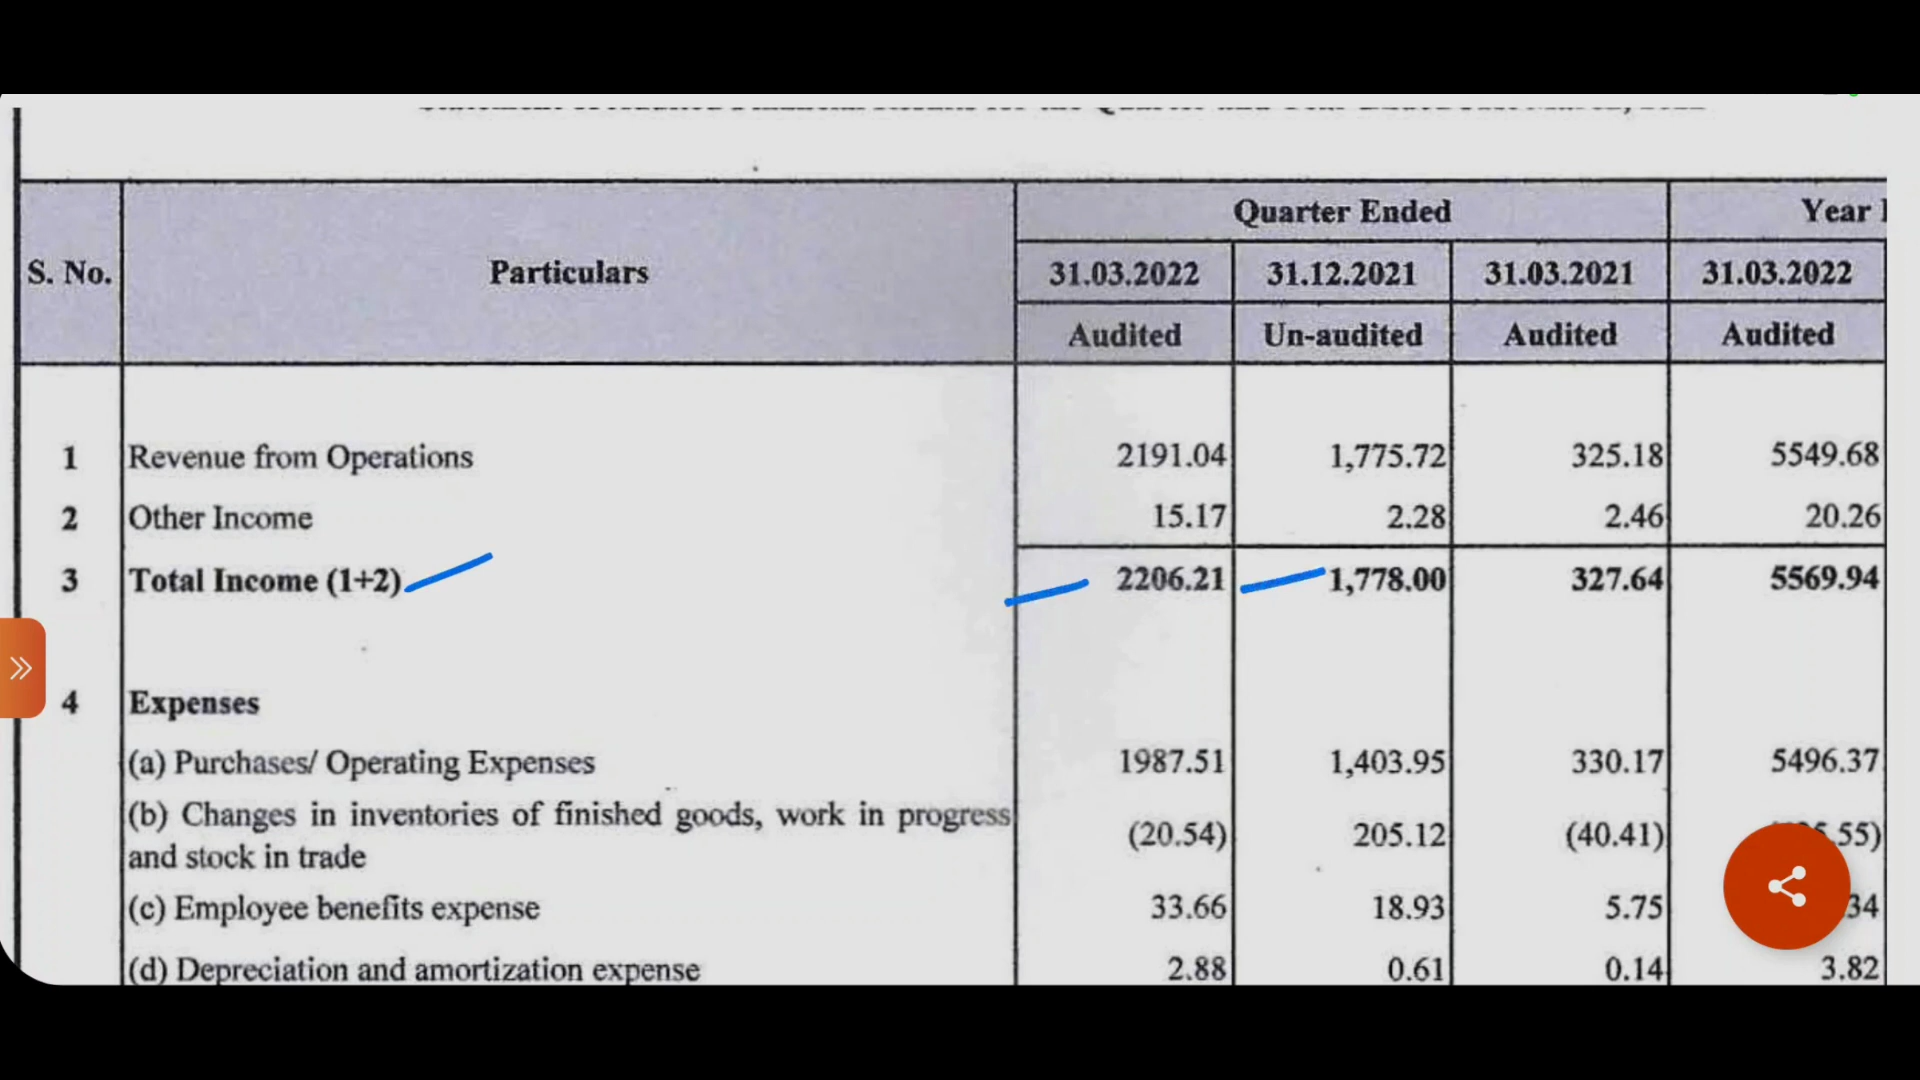 Quarter Ended Year
S. No. Particulars 31.03.2022 31.12.2021 31.03.2021 31.03.2022
Audited Un-audited Audited Audited
1 Revenue from Operations 2191.04 1,775.72 325.18 5549.68
2 Other Income 15.17 2.28 2.46 20.26
3 Total Income (1+2) 2206.21 1,778.00 327.64 5569.94
4 Expenses
(a) Purchases/ Operating Expenses 1987.51 1,403.95 330.17 5496.37
(b) Changes in inventories of finished goods, work in progress
and stock in trade (20.54) 205.12 (40.41)
(c) Employee benefits expense 33.66 18.93 5.75
(d) Depreciation and amortization expense 2.88 0.61 0.14 3.82